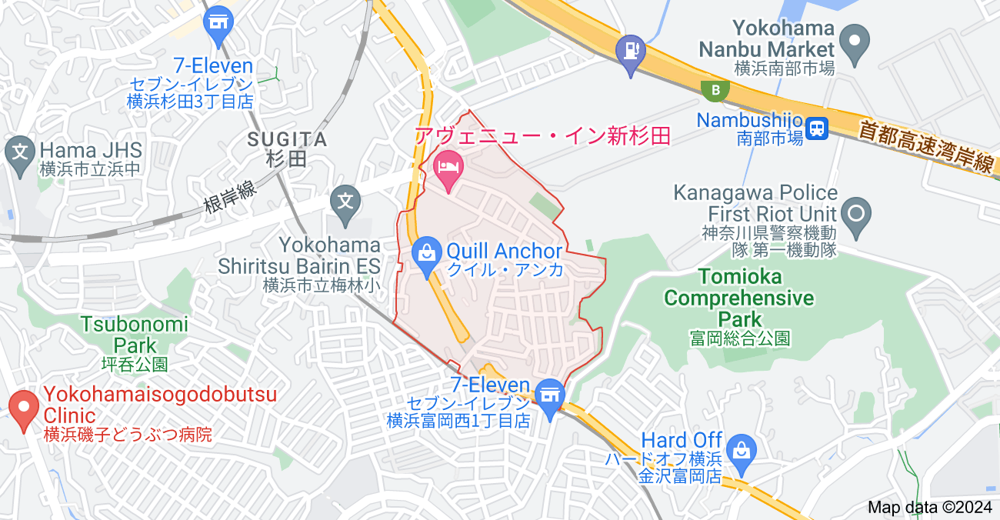 Yokohama
Nanbu Market
横浜南部市場
7-Eleven
セブン-イレブン
横浜杉田3丁目店
B
Nambushijo
南部市場
首都高速湾岸線
アヴェニュー・イン新杉田
SUGITA
杉田
文
Hama JHS
横浜市立浜中
根岸線
文
Kanagawa Police
First Riot Unit
神奈川県警察機動
隊 第一機動隊
Yokohama
Shiritsu Bairin ES
横浜市立梅林小
Quill Anchor
クイル・アンカ
Tomioka
Comprehensive
Park
富岡総合公園
Tsubonomi
Park
坪呑公園
Yokohamaisogodobutsu
Clinic
横浜磯子どうぶつ病院
7-Eleven
セブン-イレブン
横浜富岡西1丁目店
Hard Off
ハードオフ横浜
金沢富岡店
Map data ©2024